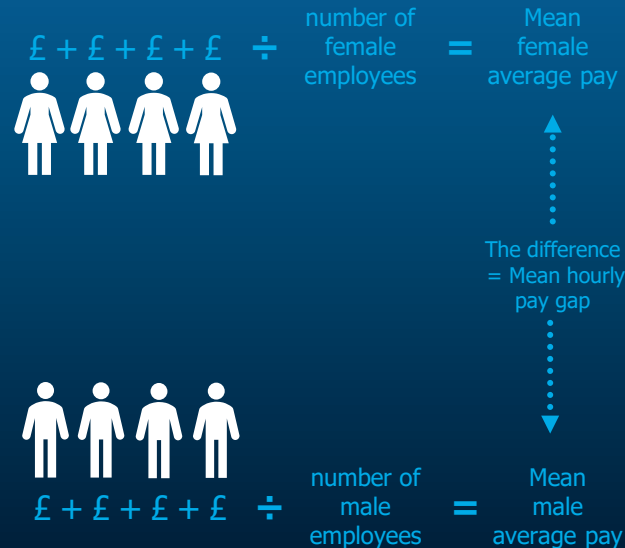 £ + £ + £ + £ ÷ number of female employees = Mean female average pay
The difference
= Mean hourly
pay gap
£ + £ + £ + £ ÷ number of male employees = Mean male average pay